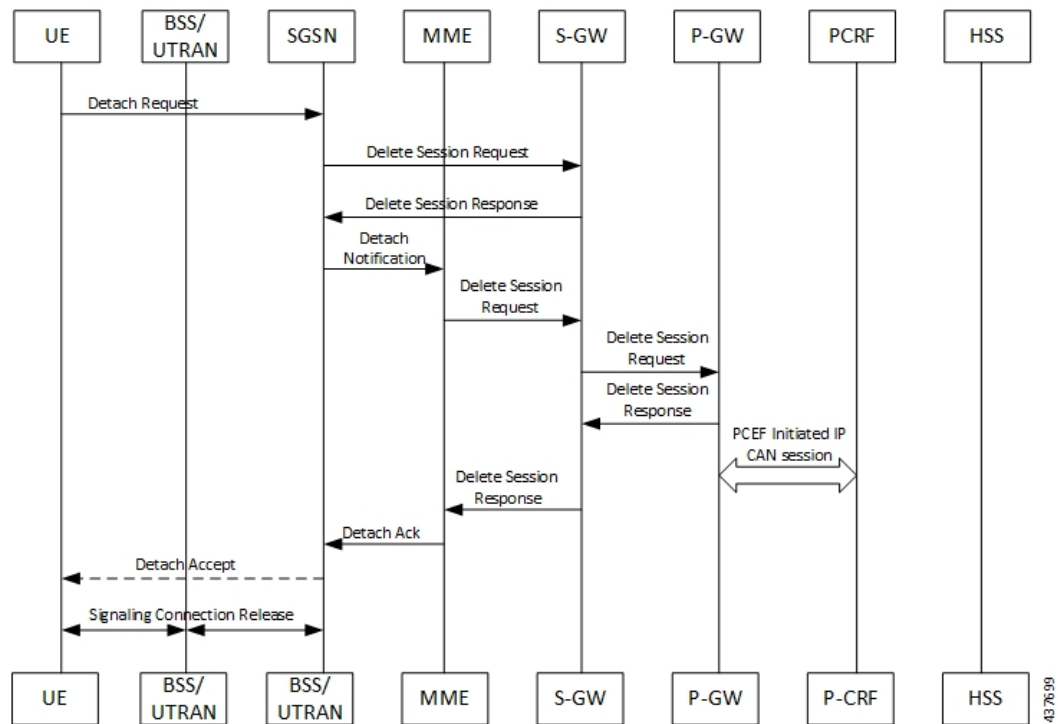 UE
BSS/
UTRAN
SGSN
MME
S-GW
P-GW
PCRF
HSS
Detach Request
Delete Session Request
Delete Session Response
Detach
Notification
Delete Session
Request
Delete Session
Request
Delete Session
Response
PCEF Initiated IP
CAN session
Delete Session
Response
Detach Ack
Detach Accept
Signaling Connection Release
UE
BSS/
UTRAN
BSS/
UTRAN
MME
S-GW
P-GW
P-CRF
HSS